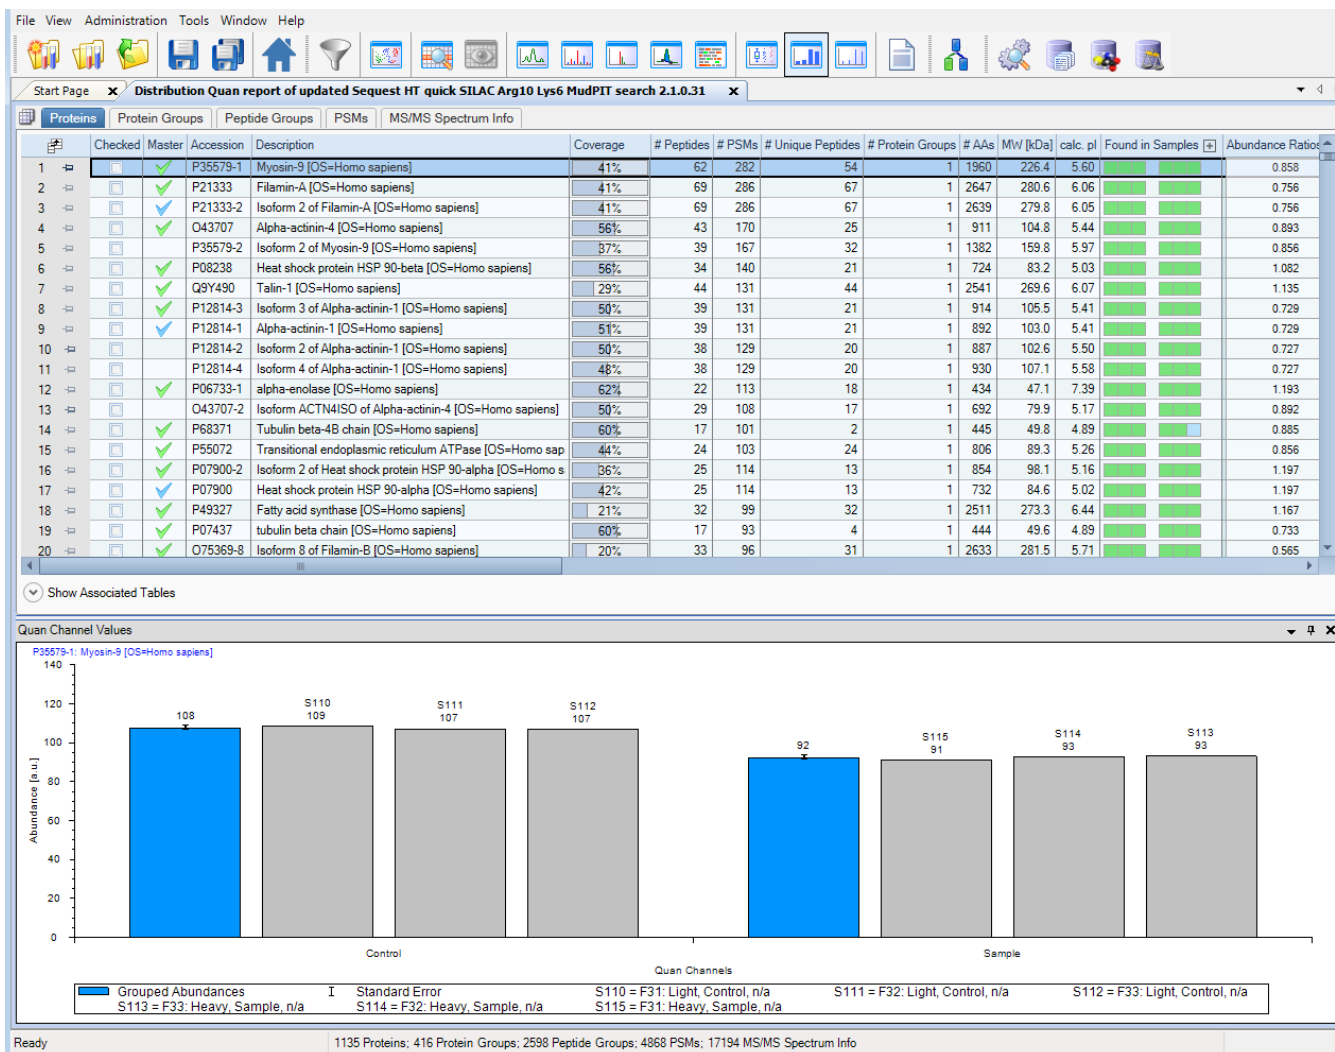 File View Administration Tools Window Help
Start Page x Distribution Quan report of updated Sequest HT quick SILAC Arg10 Lys6 MudPIT search 2.1.0.31 x
Proteins Protein Groups Peptide Groups PSMs MS/MS Spectrum Info
Checked Master Accession Description Coverage # Peptides # PSMs # Unique Peptides # Protein Groups # AAs MW [kDa] calc. pI Found in Samples Abundance Ratios
1 P35579-1 Myosin-9 [OS=Homo sapiens] 41% 62 282 54 1 1960 226.4 5.60 0.858
2 P21333 Filamin-A [OS=Homo sapiens] 41% 69 286 67 1 2647 280.6 6.06 0.756
3 P21333-2 Isoform 2 of Filamin-A [OS=Homo sapiens] 41% 69 286 67 1 2639 279.8 6.05 0.756
4 O43707 Alpha-actinin-4 [OS=Homo sapiens] 56% 43 170 25 1 911 104.8 5.44 0.893
5 P35579-2 Isoform 2 of Myosin-9 [OS=Homo sapiens] 37% 39 167 32 1 1382 159.8 5.97 0.856
6 P08238 Heat shock protein HSP 90-beta [OS=Homo sapiens] 56% 34 140 21 1 724 83.2 5.03 1.082
7 Q9Y490 Talin-1 [OS=Homo sapiens] 29% 44 131 44 1 2541 269.6 6.07 1.135
8 P12814-3 Isoform 3 of Alpha-actinin-1 [OS=Homo sapiens] 50% 39 131 21 1 914 105.5 5.41 0.729
9 P12814-1 Alpha-actinin-1 [OS=Homo sapiens] 51% 39 131 21 1 892 103.0 5.41 0.729
10 P12814-2 Isoform 2 of Alpha-actinin-1 [OS=Homo sapiens] 50% 38 129 20 1 887 102.6 5.50 0.727
11 P12814-4 Isoform 4 of Alpha-actinin-1 [OS=Homo sapiens] 48% 38 129 20 1 930 107.1 5.58 0.727
12 P06733-1 alpha-enolase [OS=Homo sapiens] 62% 22 113 18 1 434 47.1 7.39 1.193
13 O43707-2 Isoform ACTN4ISO of Alpha-actinin-4 [OS=Homo sapiens] 50% 29 108 17 1 692 79.9 5.17 0.892
14 P68371 Tubulin beta-4B chain [OS=Homo sapiens] 60% 17 101 2 1 445 49.8 4.89 0.885
15 P55072 Transitional endoplasmic reticulum ATPase [OS=Homo sap 44% 24 103 24 1 806 89.3 5.26 0.856
16 P07900-2 Isoform 2 of Heat shock protein HSP 90-alpha [OS=Homo s 36% 25 114 13 1 854 98.1 5.16 1.197
17 P07900 Heat shock protein HSP 90-alpha [OS=Homo sapiens] 42% 25 114 13 1 732 84.6 5.02 1.197
18 P49327 Fatty acid synthase [OS=Homo sapiens] 21% 32 99 32 1 2511 273.3 6.44 1.167
19 P07437 tubulin beta chain [OS=Homo sapiens] 60% 17 93 4 1 444 49.6 4.89 0.733
20 O75369-8 Isoform 8 of Filamin-B [OS=Homo sapiens] 20% 33 96 31 1 2633 281.5 5.71 0.565
Show Associated Tables
Quan Channel Values
P35579-1: Myosin-9 [OS=Homo sapiens]
140
120
100
80
60
40
20
0
Abundance [a.u.]
108
S110
109
S111
107
S112
107
92
S115
91
S114
93
S113
93
Control Sample
Quan Channels
Grouped Abundances Standard Error S110 = F31: Light, Control, n/a S111 = F32: Light, Control, n/a S112 = F33: Light, Control, n/a
S113 = F33: Heavy, Sample, n/a S114 = F32: Heavy, Sample, n/a S115 = F31: Heavy, Sample, n/a
Ready 1135 Proteins; 416 Protein Groups; 2598 Peptide Groups; 4868 PSMs; 17194 MS/MS Spectrum Info